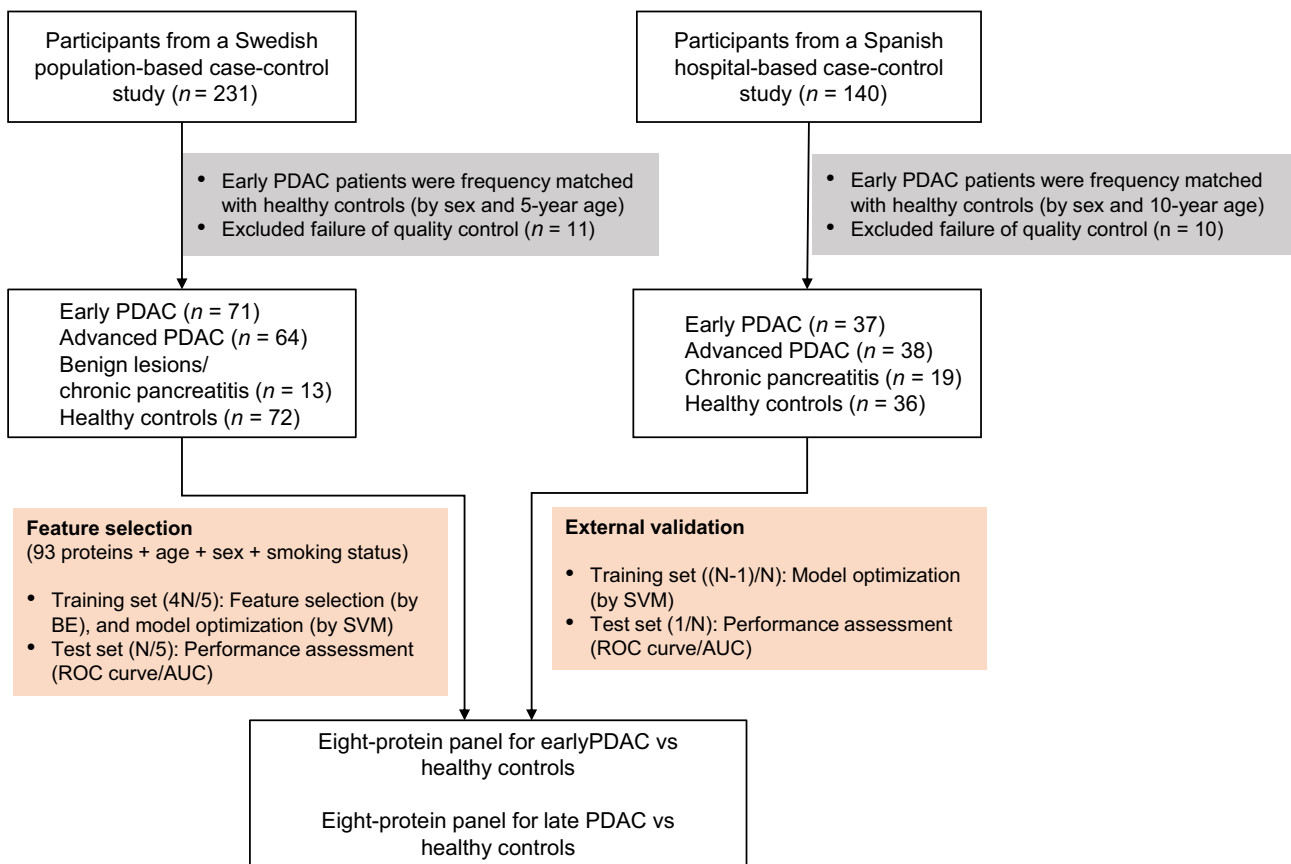 Participants from a Swedish
population-based case-control
study (n = 231)
Participants from a Spanish
hospital-based case-control
study (n = 140)
• Early PDAC patients were frequency matched
with healthy controls (by sex and 5-year age)
• Excluded failure of quality control (n = 11)
• Early PDAC patients were frequency matched
with healthy controls (by sex and 10-year age)
• Excluded failure of quality control (n = 10)
Early PDAC (n = 71)
Advanced PDAC (n = 64)
Benign lesions/
chronic pancreatitis (n = 13)
Healthy controls (n = 72)
Early PDAC (n = 37)
Advanced PDAC (n = 38)
Chronic pancreatitis (n = 19)
Healthy controls (n = 36)
Feature selection
(93 proteins + age + sex + smoking status)
• Training set (4N/5): Feature selection (by
BE), and model optimization (by SVM)
• Test set (N/5): Performance assessment
(ROC curve/AUC)
External validation
• Training set ((N-1)/N): Model optimization
(by SVM)
• Test set (1/N): Performance assessment
(ROC curve/AUC)
Eight-protein panel for earlyPDAC vs
healthy controls
Eight-protein panel for late PDAC vs
healthy controls